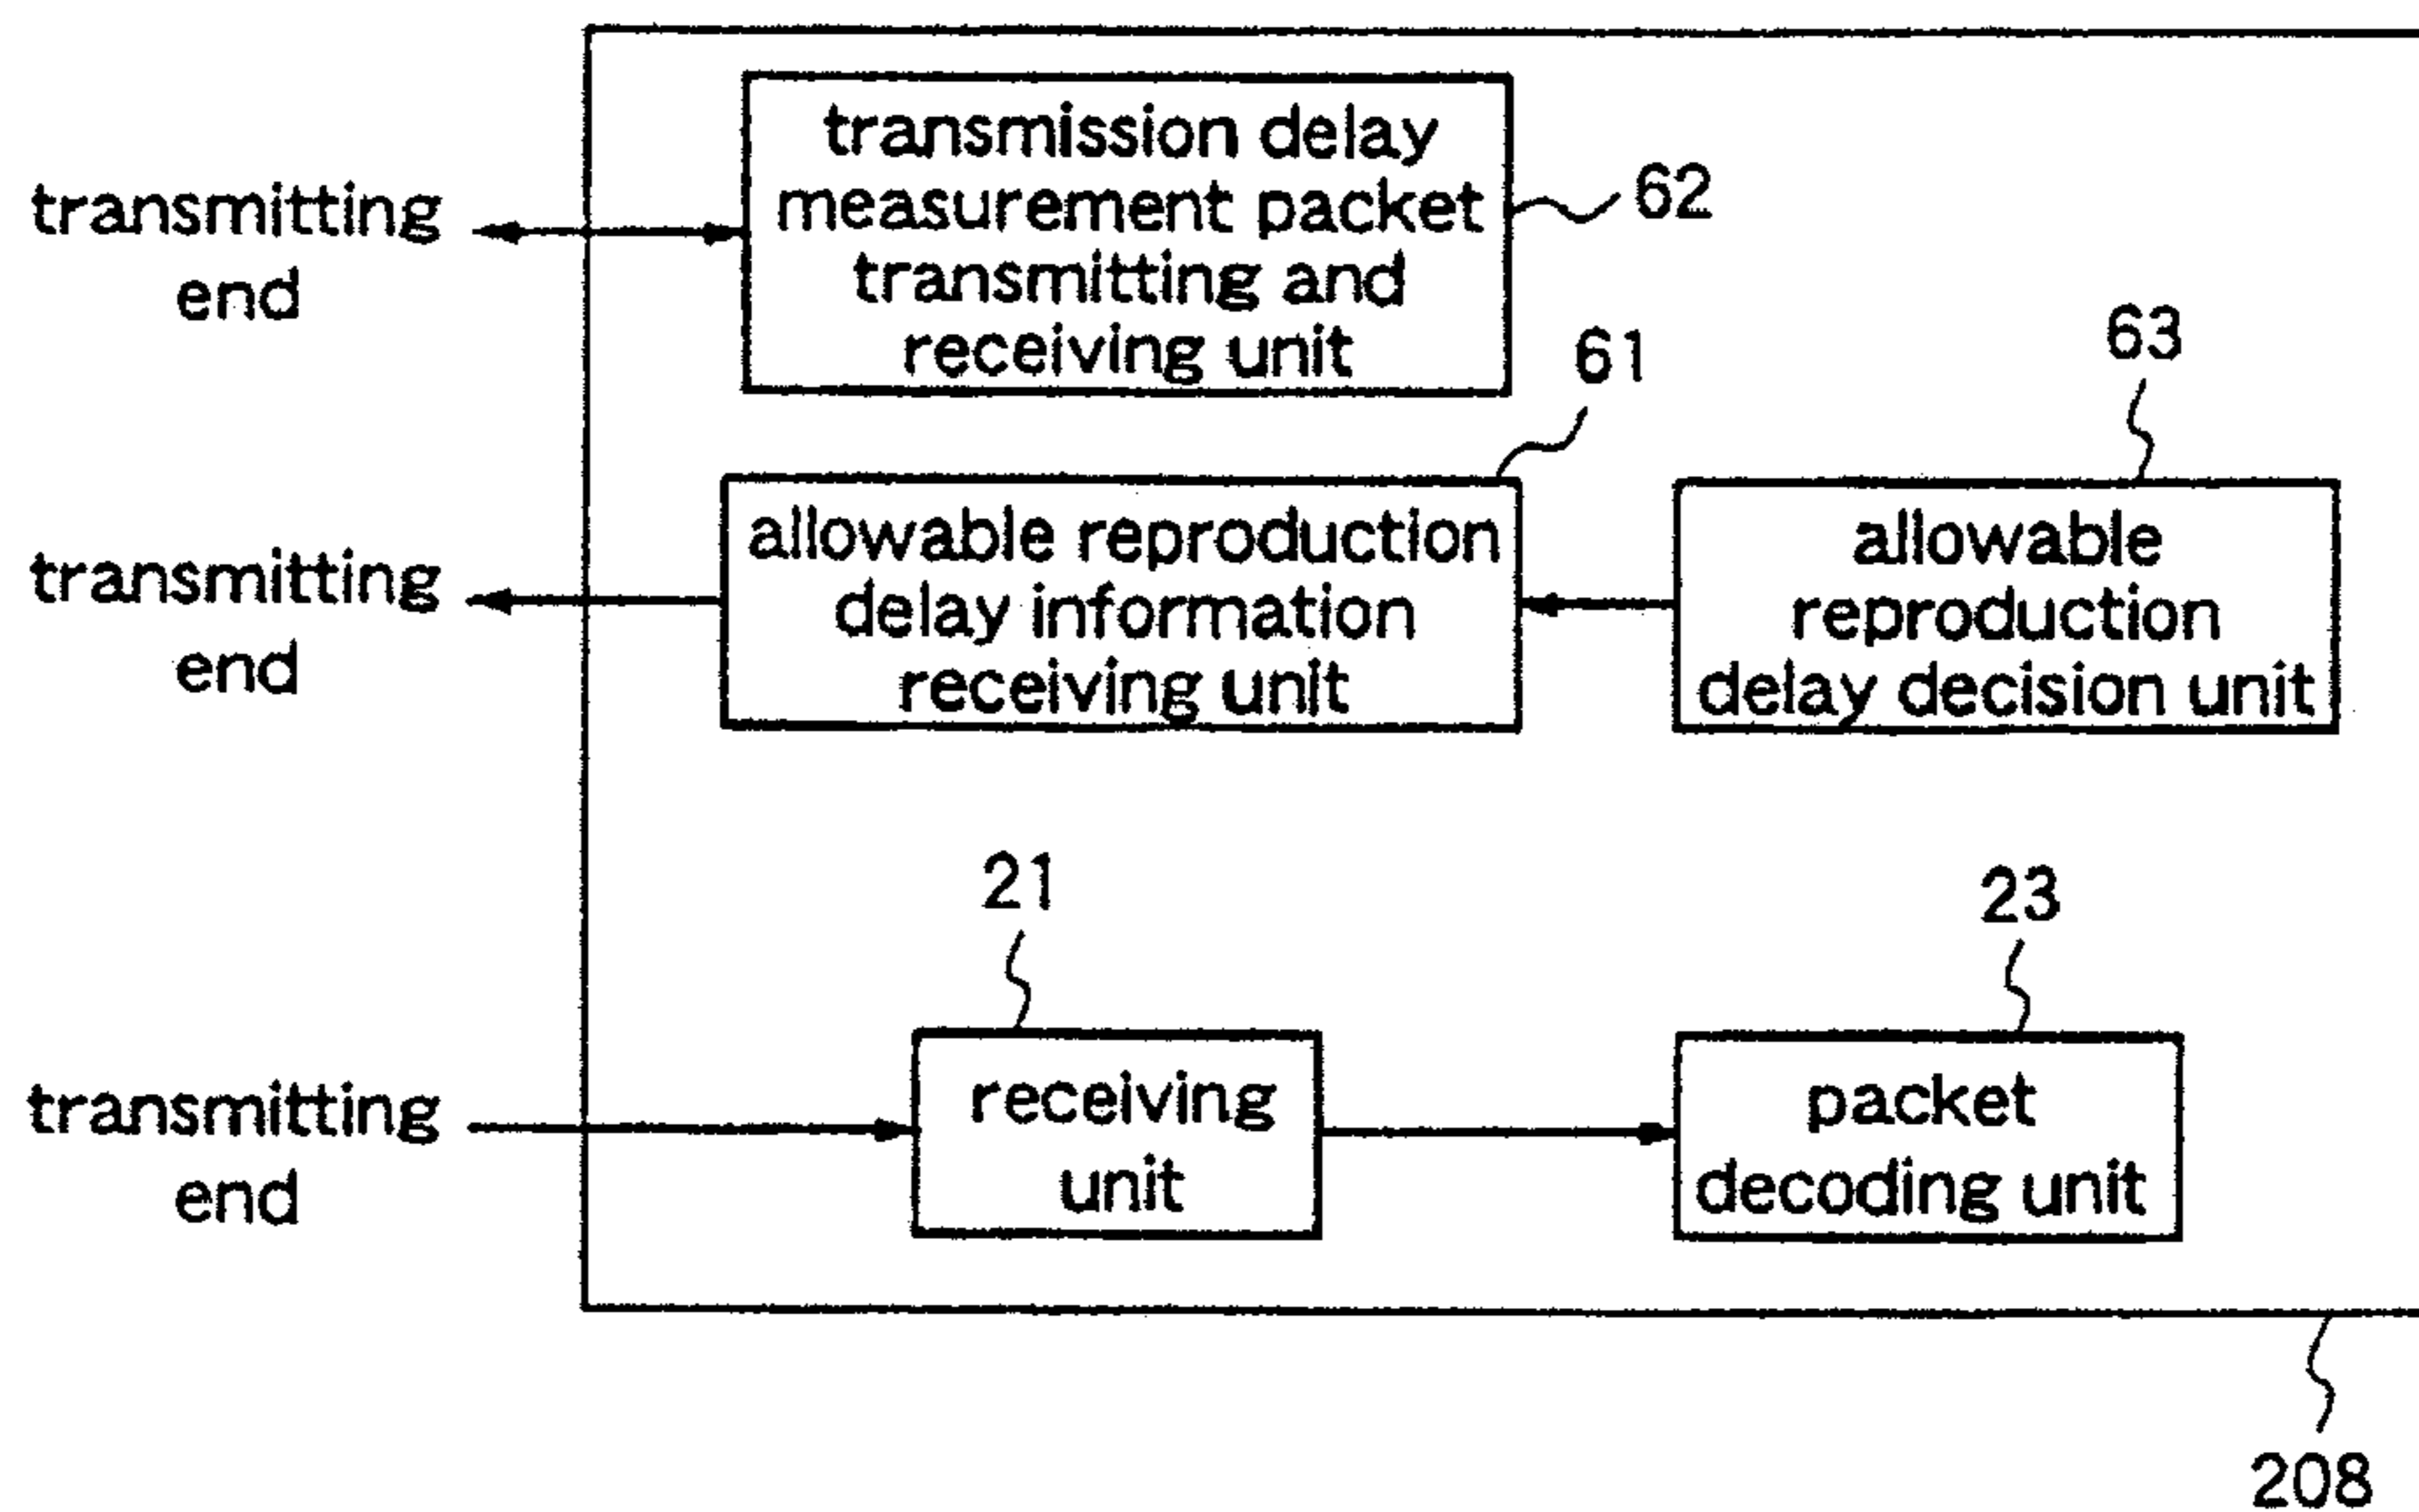 transmission delay
measurement packet
transmitting and
receiving unit
62
transmitting
end
61
63
allowable reproduction
delay information
receiving unit
allowable
reproduction
delay decision unit
transmitting
end
21
23
receiving
unit
packet
decoding unit
transmitting
end
208